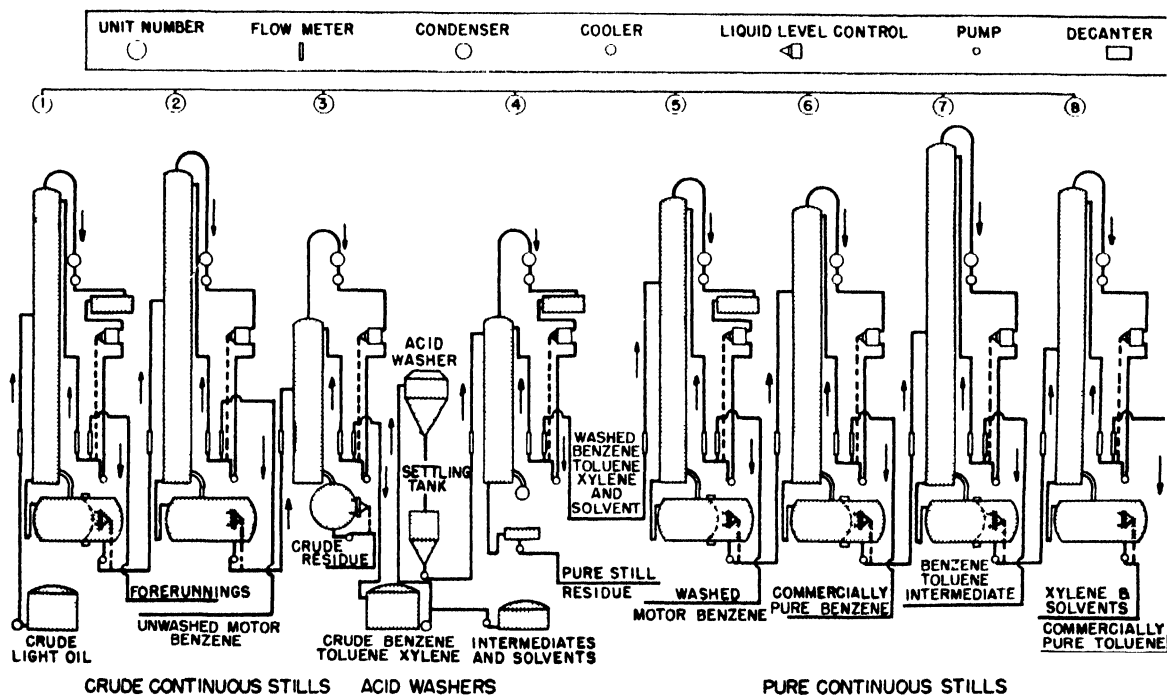 UNIT NUMBER
FLOW METER
CONDENSER
COOLER
LIQUID LEVEL CONTROL
PUMP
DECANTER
1
2
3
4
5
6
7
8
ACID
WASHER
SETTLING
TANK
WASHED
BENZENE
TOLUENE
XYLENE
AND
SOLVENT
CRUDE
RESIDUE
PURE STILL
RESIDUE
FORERUNNINGS
UNWASHED MOTOR
BENZENE
CRUDE
LIGHT OIL
CRUDE BENZENE
TOLUENE XYLENE
INTERMEDIATES
AND SOLVENTS
WASHED
MOTOR BENZENE
COMMERCIALLY
PURE BENZENE
BENZENE
TOLUENE
INTERMEDIATE
XYLENE &
SOLVENTS
COMMERCIALLY
PURE TOLUENE
CRUDE CONTINUOUS STILLS
ACID WASHERS
PURE CONTINUOUS STILLS